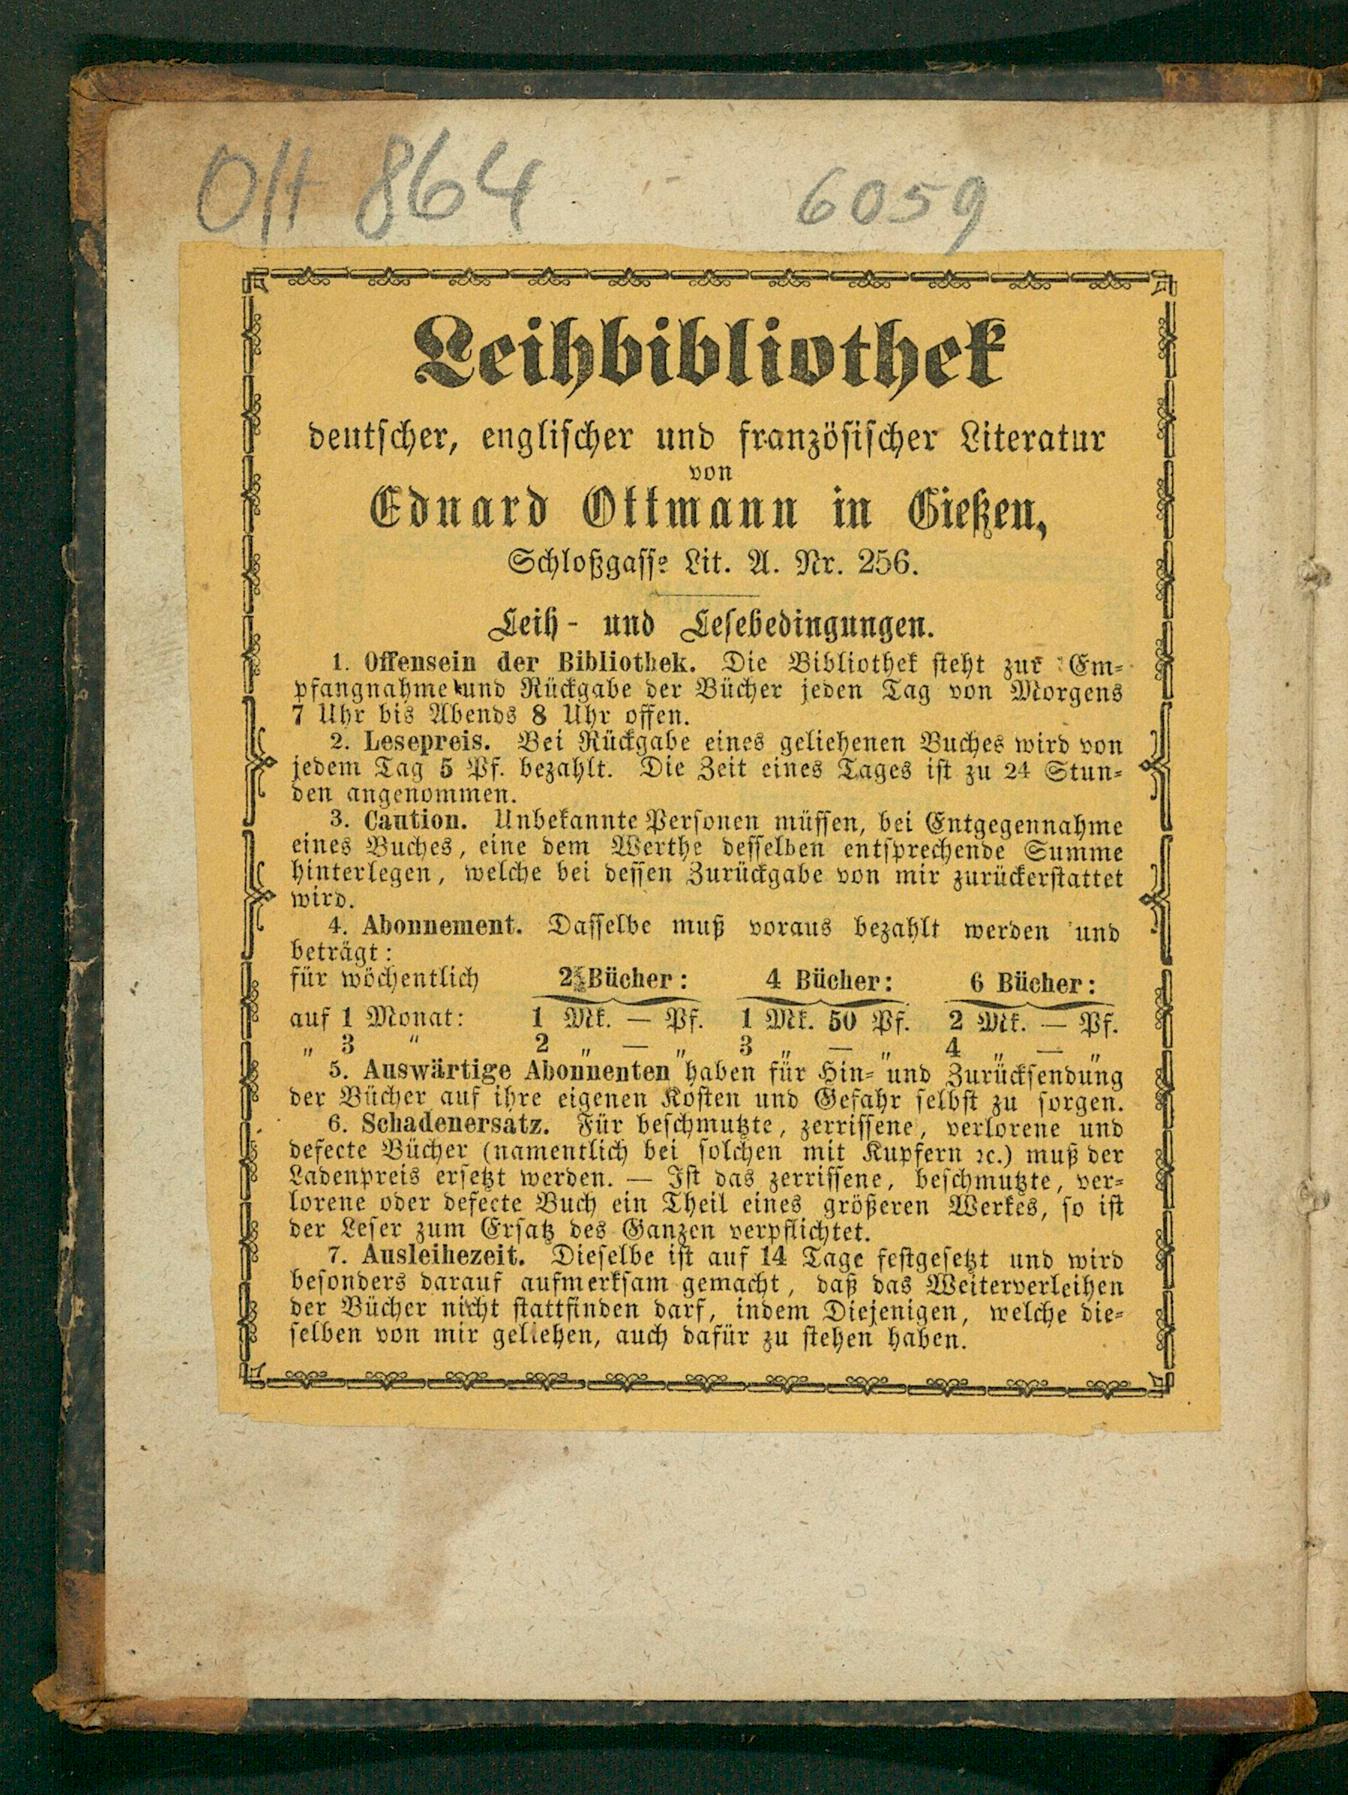 Ott 864 6059
Leihbibliothek
deutscher, englischer und französischer Literatur
von
Eduard Ottmann in Gießen,
Schloßgasse Lit. A. Nr. 256.
Leih- und Lesebedingungen.
1. Offensein der Bibliothek. Die Bibliothek steht zur Em-
pfangnahme und Rückgabe der Bücher jeden Tag von Morgens
7 Uhr bis Abends 8 Uhr offen.
2. Lesepreis. Bei Rückgabe eines geliehenen Buches wird von
jedem Tag 5 Pf. bezahlt. Die Zeit eines Tages ist zu 24 Stun-
den angenommen.
3. Caution. Unbekannte Personen müssen, bei Entgegennahme
eines Buches, eine dem Werthe desselben entsprechende Summe
hinterlegen, welche bei dessen Zurückgabe von mir zurückerstattet
wird.
4. Abonnement. Dasselbe muß voraus bezahlt werden und
beträgt:
für wöchentlich 2 Bücher: 4 Bücher: 6 Bücher:
auf 1 Monat: 1 Mk. — Pf. 1 Mk. 50 Pf. 2 Mk. — Pf.
„ 3 " 2 „ — „ 3 „ — „ 4 „ — „
5. Auswärtige Abonnenten haben für Hin- und Zurücksendung
der Bücher auf ihre eigenen Kosten und Gefahr selbst zu sorgen.
6. Schadenersatz. Für beschmutzte, zerrissene, verlorene und
defecte Bücher (namentlich bei solchen mit Kupfern ꝛc.) muß der
Ladenpreis ersetzt werden. — Ist das zerrissene, beschmutzte, ver-
lorene oder defecte Buch ein Theil eines größeren Werkes, so ist
der Leser zum Ersatz des Ganzen verpflichtet.
7. Ausleihezeit. Dieselbe ist auf 14 Tage festgesetzt und wird
besonders darauf aufmerksam gemacht, daß das Weiterverleihen
der Bücher nicht stattfinden darf, indem Diejenigen, welche die-
selben von mir geliehen, auch dafür zu stehen haben.